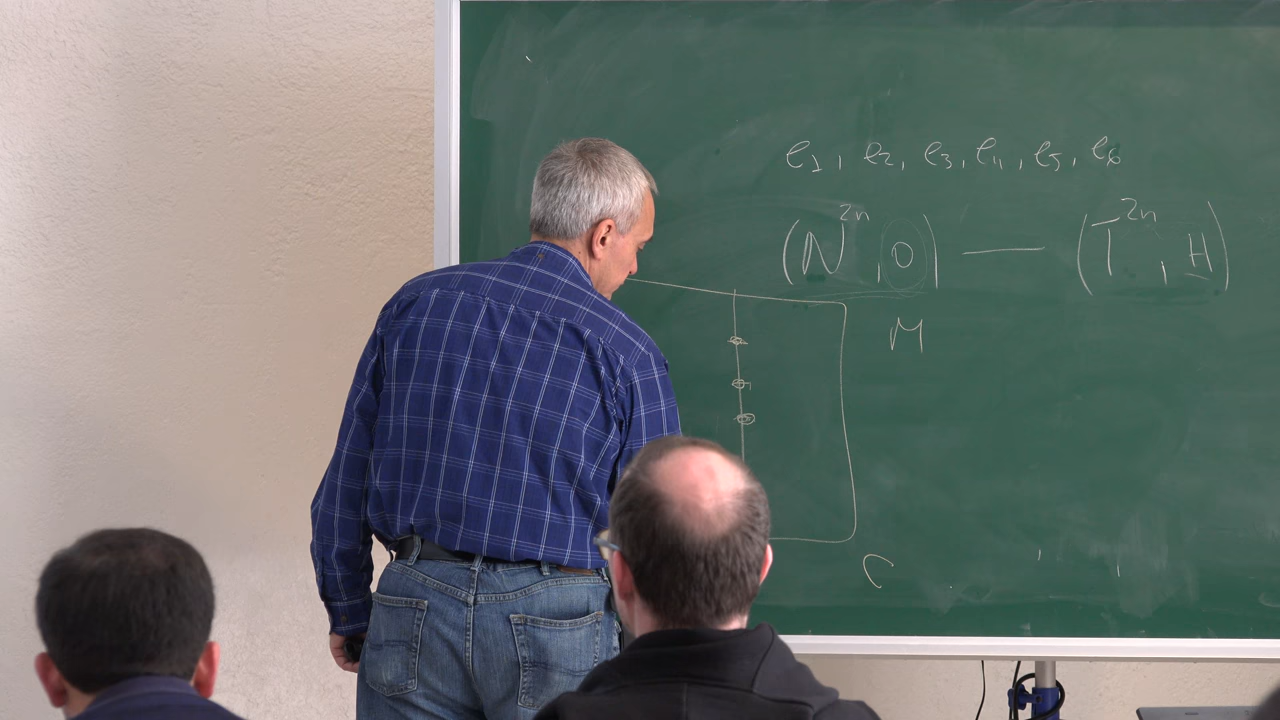 e₁, e₂, e₃, e₄, e₅, e₆
(N²ⁿ, O) — (T²ⁿ, H)
M
C